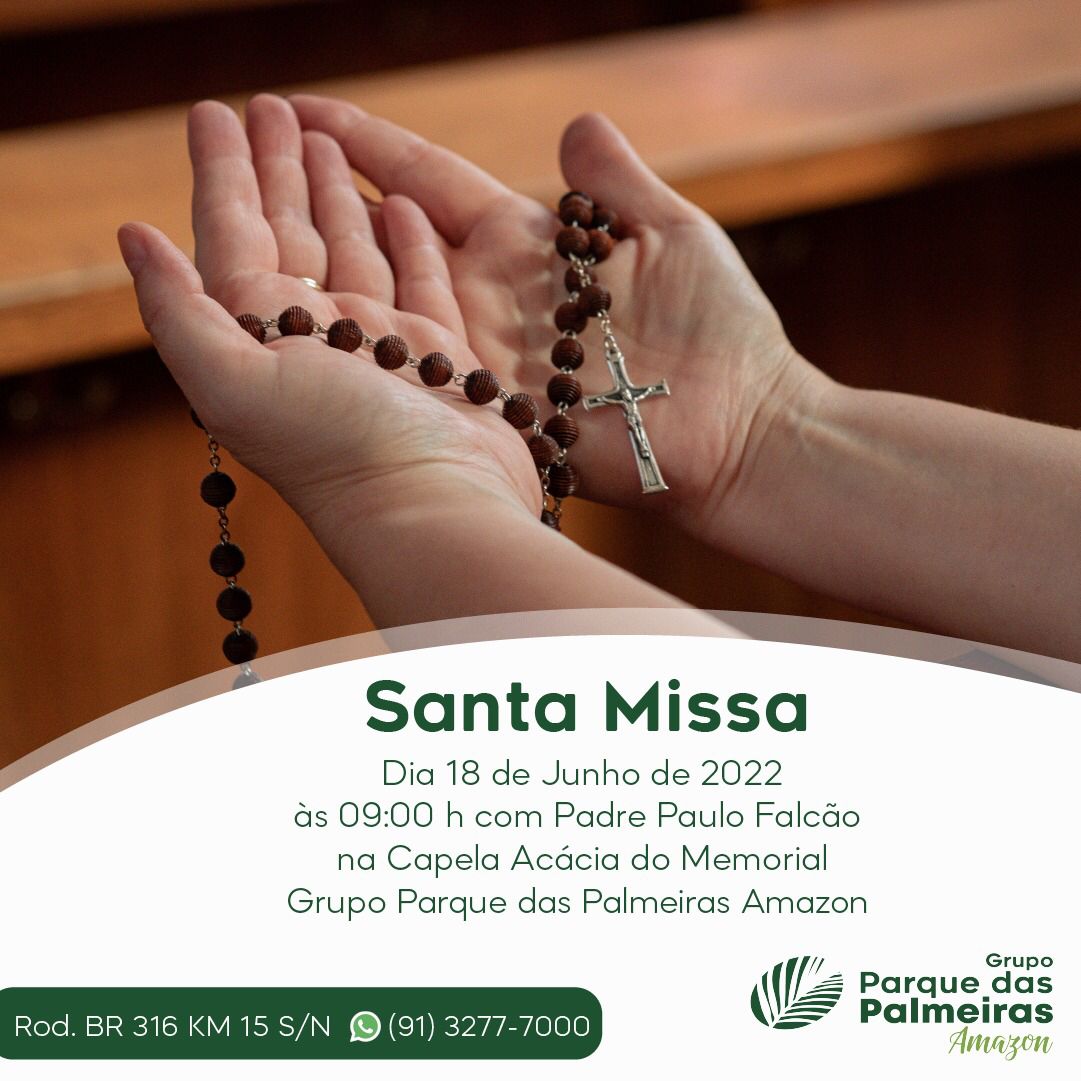 Santa Missa
Dia 18 de Junho de 2022
às 09:00 h com Padre Paulo Falcão
na Capela Acácia do Memorial
Grupo Parque das Palmeiras Amazon
Grupo
Parque das
Palmeiras
Amazon
Rod. BR 316 KM 15 S/N (91) 3277-7000